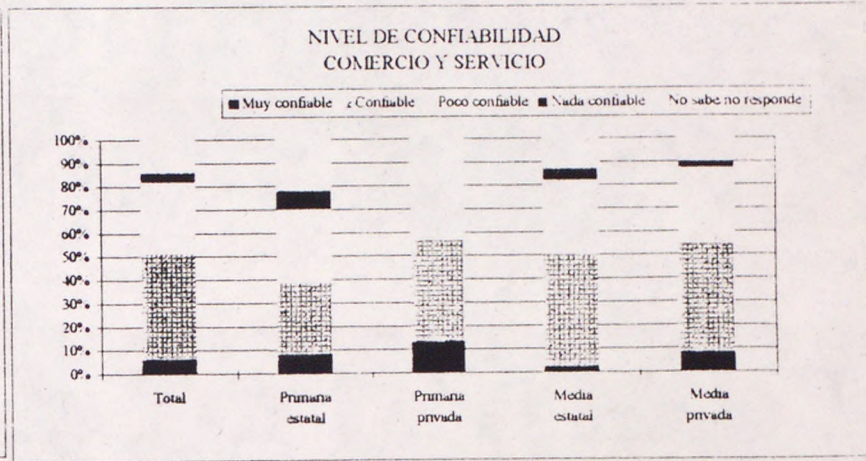 NIVEL DE CONFIABILIDAD
COMERCIO Y SERVICIO
Muy confiable Confiable Poco confiable Nada confiable No sabe no responde
100%
90%
80%
70%
60%
50%
40%
30%
20%
10%
0%
Total Primaria Primaria Media Media
estatal privada estatal privada